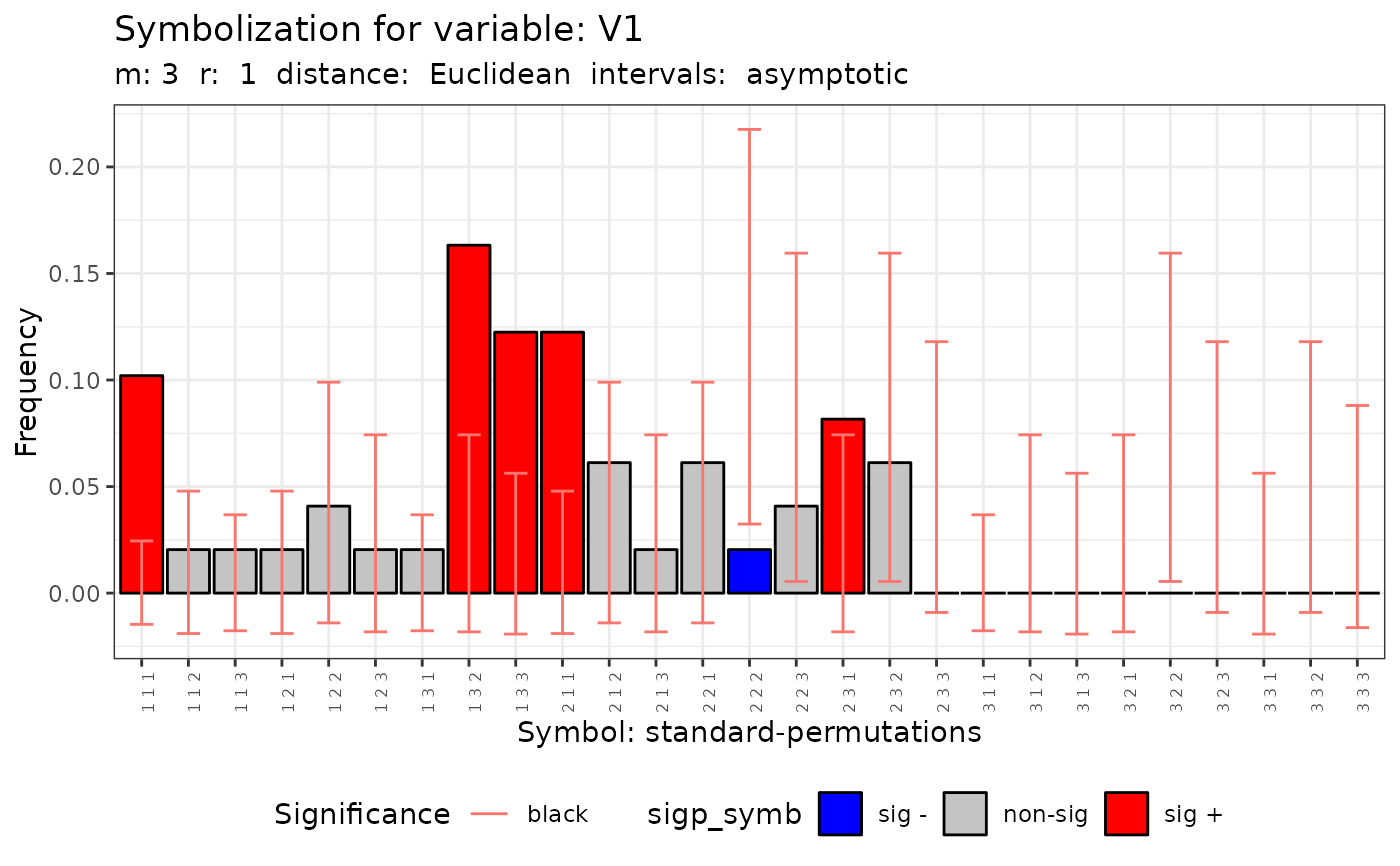 Symbolization for variable: V1
m: 3 r: 1 distance: Euclidean intervals: asymptotic
Frequency
0.20
0.15
0.10
0.05
0.00
1 1 1
1 1 2
1 1 3
1 2 1
1 2 2
1 2 3
1 3 1
1 3 2
1 3 3
2 1 1
2 1 2
2 1 3
2 2 1
2 2 2
2 2 3
2 3 1
2 3 2
2 3 3
3 1 1
3 1 2
3 1 3
3 2 1
3 2 2
3 2 3
3 3 1
3 3 2
3 3 3
Symbol: standard-permutations
Significance black sigp_symb sig - non-sig sig +